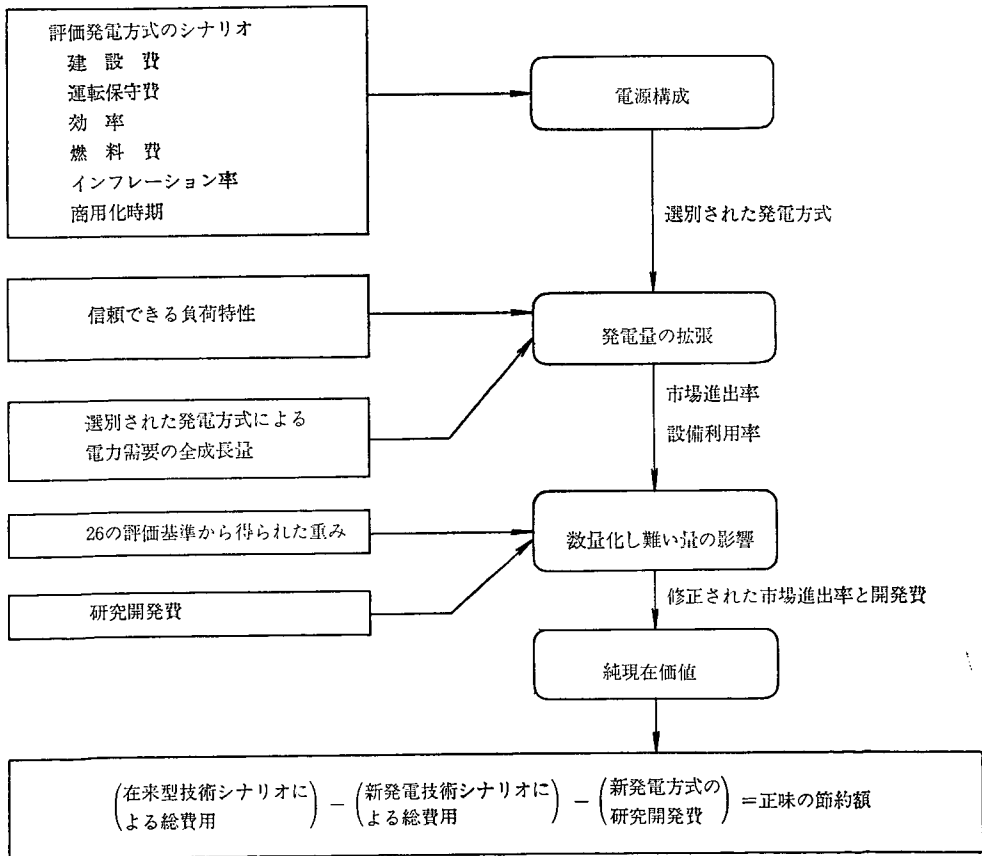 評価発電方式のシナリオ
建設費
運転保守費
効率
燃料費
インフレーション率
商用化時期
電源構成
選別された発電方式
信頼できる負荷特性
発電量の拡張
選別された発電方式による
電力需要の全成長量
市場進出率
設備利用率
26の評価基準から得られた重み
数量化し難い量の影響
研究開発費
修正された市場進出率と開発費
純現在価値
(在来型技術シナリオに
よる総費用) − (新発電技術シナリオに
よる総費用) − (新発電方式の
研究開発費) =正味の節約額